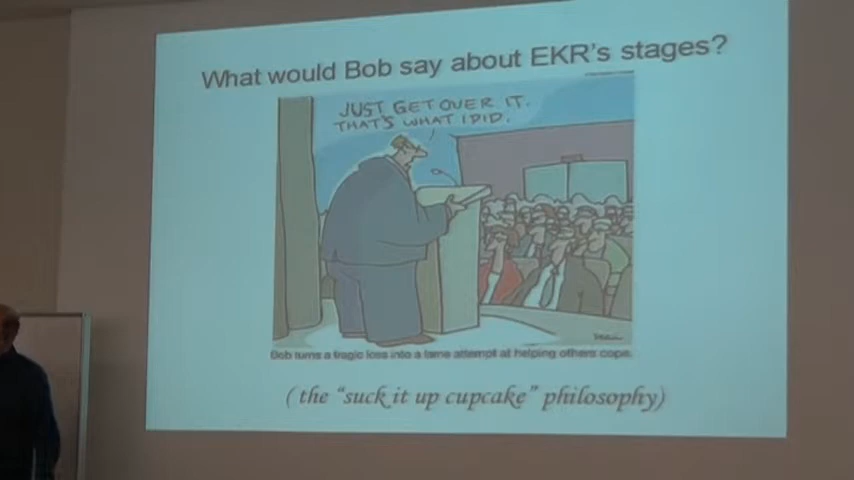 What would Bob say about EKR's stages?
JUST GET OVER IT.
THAT'S WHAT I DID.
Bob turns a tragic loss into a lame attempt at helping others cope.
( the "suck it up cupcake" philosophy)